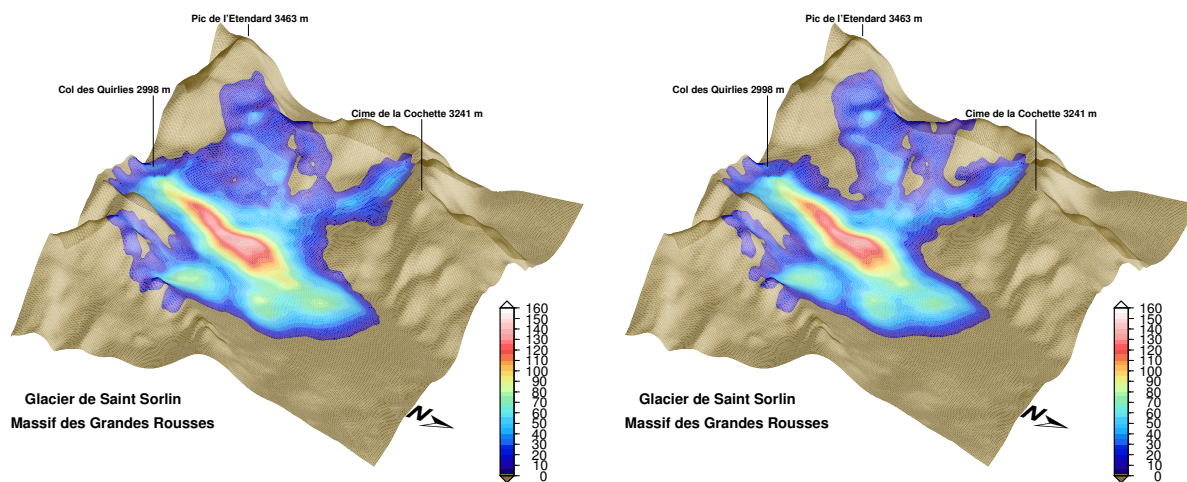 Pic de l'Etendard 3463 m
Col des Quirlies 2998 m
Cime de la Cochette 3241 m
160
150
140
130
120
110
100
90
80
70
60
50
40
30
20
10
0
Glacier de Saint Sorlin
Massif des Grandes Rousses
N
Pic de l'Etendard 3463 m
Col des Quirlies 2998 m
Cime de la Cochette 3241 m
160
150
140
130
120
110
100
90
80
70
60
50
40
30
20
10
0
Glacier de Saint Sorlin
Massif des Grandes Rousses
N